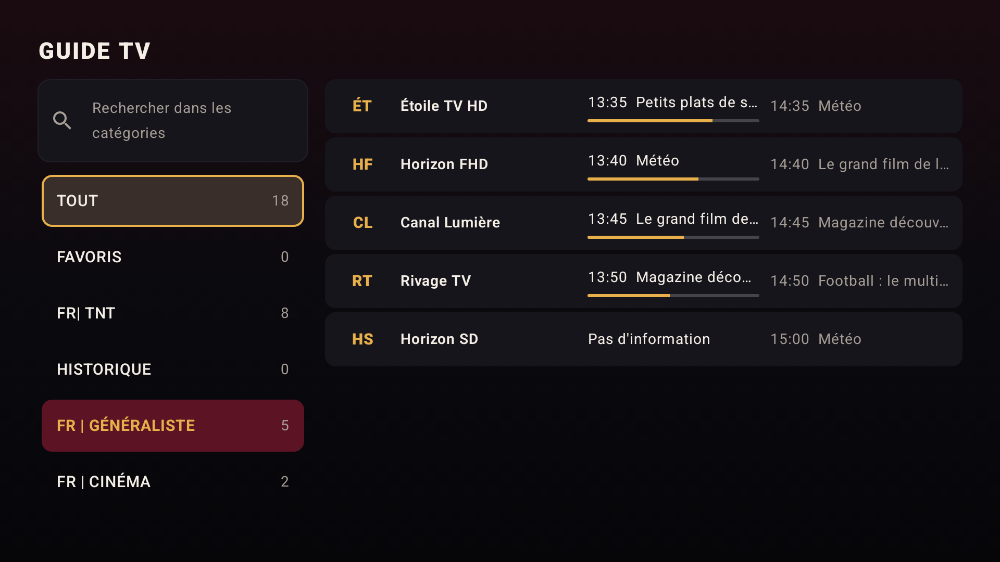 GUIDE TV
Rechercher dans les
catégories
TOUT 18
FAVORIS 0
FR| TNT 8
HISTORIQUE 0
FR | GÉNÉRALISTE 5
FR | CINÉMA 2
ÉT Étoile TV HD 13:35 Petits plats de s… 14:35 Météo
HF Horizon FHD 13:40 Météo 14:40 Le grand film de l…
CL Canal Lumière 13:45 Le grand film de… 14:45 Magazine découv…
RT Rivage TV 13:50 Magazine déco… 14:50 Football : le multi…
HS Horizon SD Pas d'information 15:00 Météo